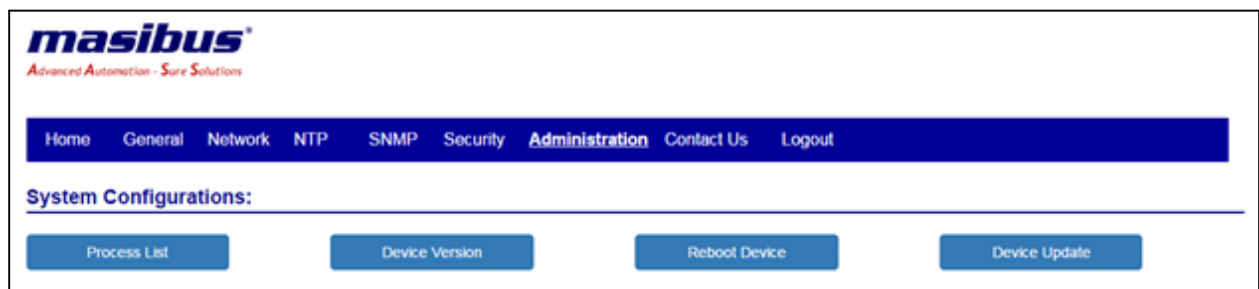 masibus
Advanced Automation - Sure Solutions
Home General Network NTP SNMP Security Administration Contact Us Logout
System Configurations:
Process List Device Version Reboot Device Device Update